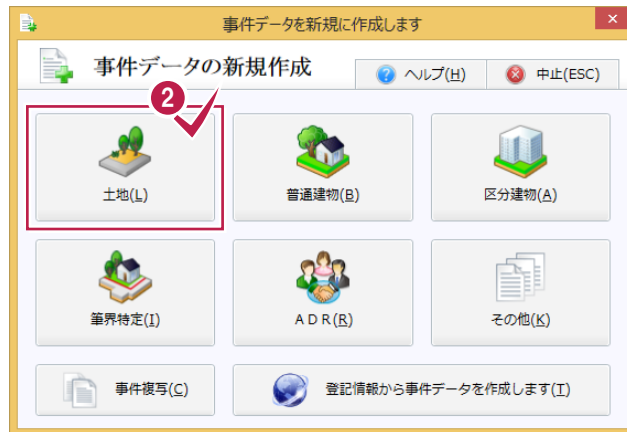 事件データを新規に作成します
事件データの新規作成
ヘルプ(H)
中止(ESC)
2
土地(L)
普通建物(B)
区分建物(A)
筆界特定(I)
ADR(R)
その他(K)
事件複写(C)
登記情報から事件データを作成します(T)